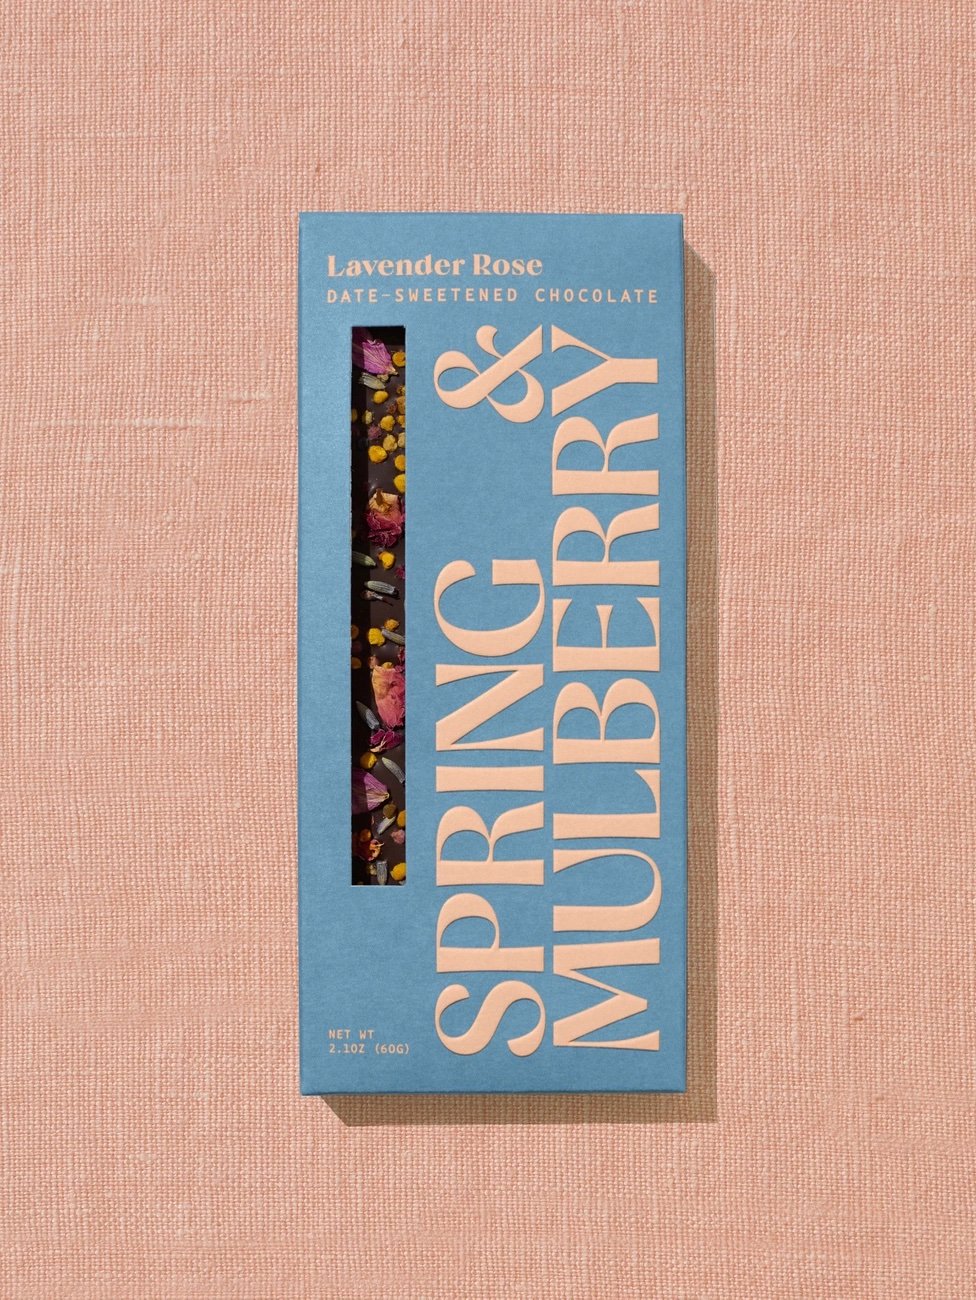 Lavender Rose
DATE-SWEETENED CHOCOLATE
SPRING &
MULBERRY
NET WT
2.1OZ (60G)